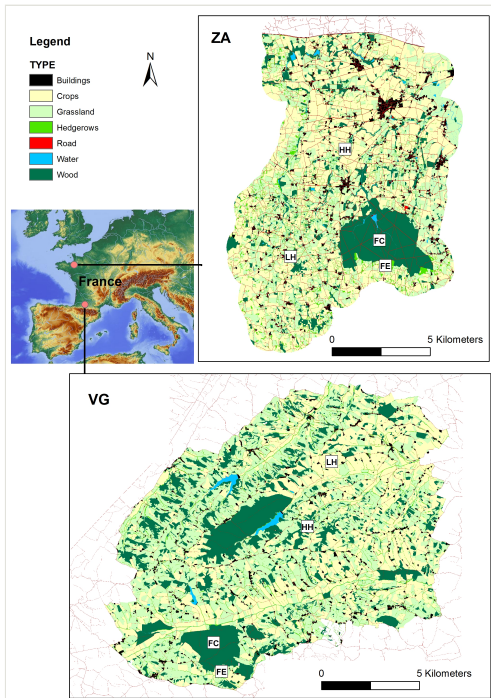 Legend
TYPE
Buildings
Crops
Grassland
Hedgerows
Road
Water
Wood
N
ZA
HH
LH
FC
FE
0 5 Kilometers
France
VG
LH
HH
FC
FE
0 5 Kilometers